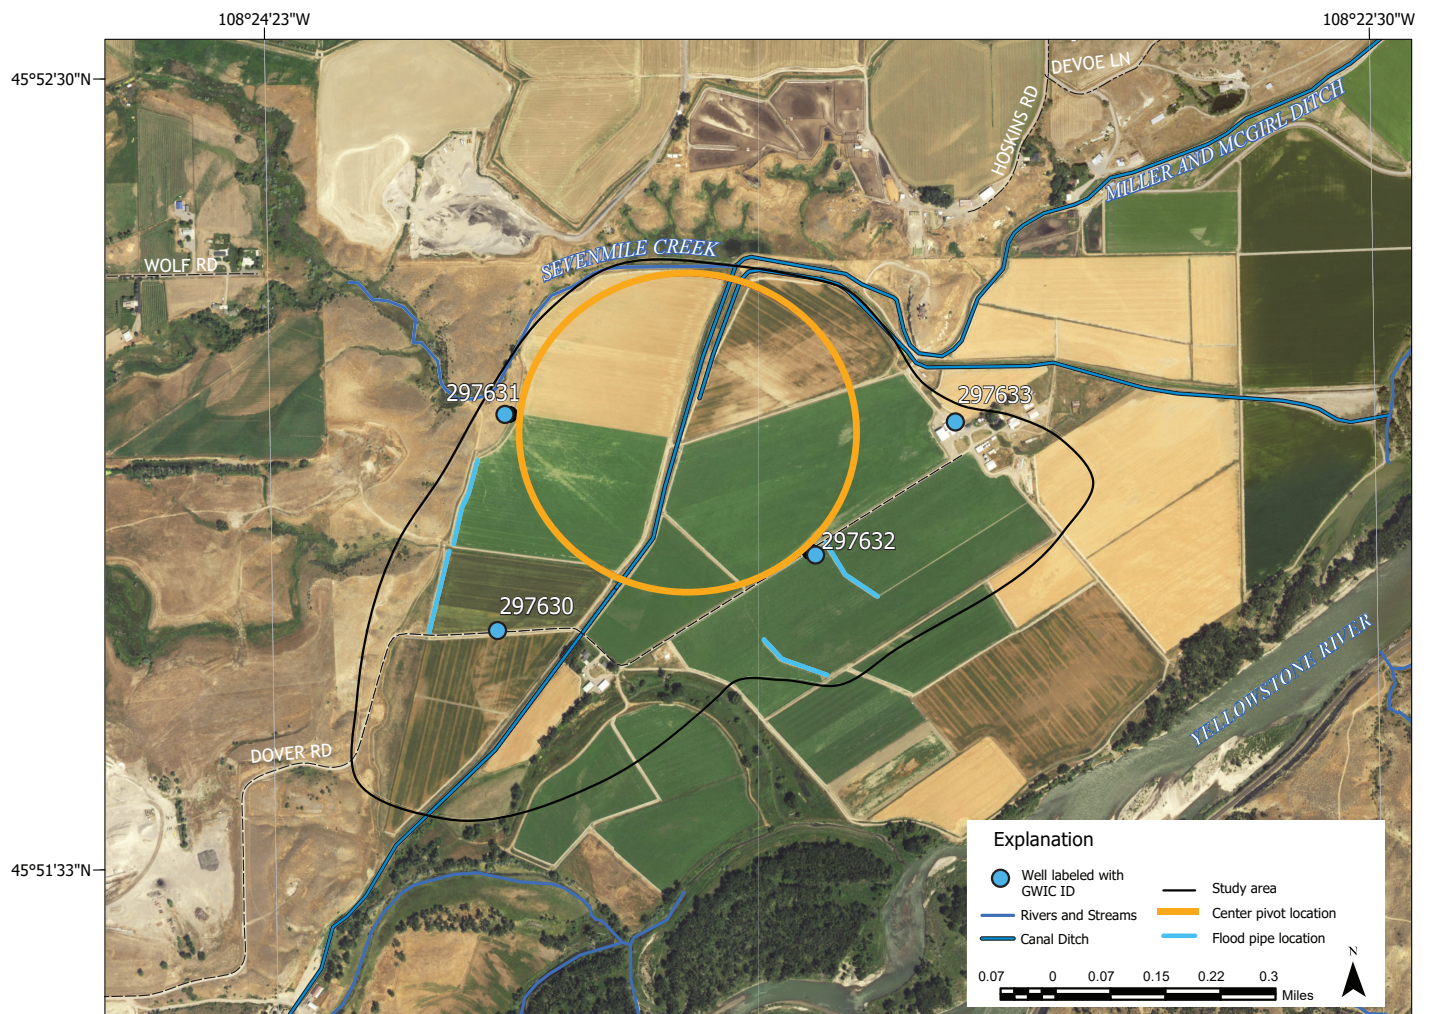 108°24'23"W
108°22'30"W
45°52'30"N
DEVOE LN
HOSKINS RD
MILLER AND MCGIRL DITCH
SEVENMILE CREEK
WOLF RD
297631
297633
297632
297630
YELLOWSTONE RIVER
DOVER RD
45°51'33"N
Explanation
Well labeled with
GWIC ID
Rivers and Streams
Canal Ditch
Study area
Center pivot location
Flood pipe location
0.07 0 0.07 0.15 0.22 0.3
Miles
N